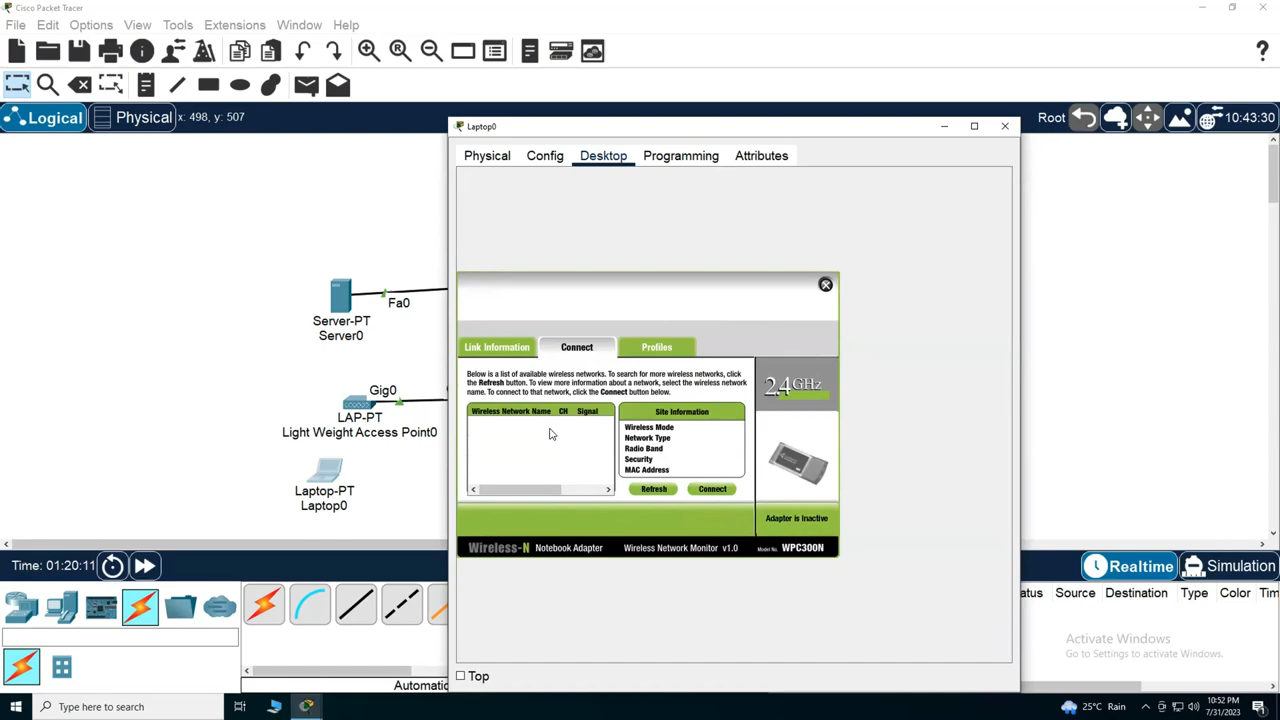 Cisco Packet Tracer
File Edit Options View Tools Extensions Window Help
Logical Physical x: 498, y: 507
Root 10:43:30
Laptop0
Physical Config Desktop Programming Attributes
Fa0
Server-PT
Server0
Gig0
LAP-PT
Light Weight Access Point0
Laptop-PT
Laptop0
Link Information Connect Profiles
Below is a list of available wireless networks. To search for more wireless networks, click
the Refresh button. To view more information about a network, select the wireless network
name. To connect to that network, click the Connect button below.
2.4GHz
Wireless Network Name CH Signal
Site Information
Wireless Mode
Network Type
Radio Band
Security
MAC Address
Refresh Connect
Adapter is Inactive
Wireless-N Notebook Adapter Wireless Network Monitor v1.0 Model No. WPC300N
Time: 01:20:11
Realtime Simulation
atus Source Destination Type Color Tim
Activate Windows
Go to Settings to activate Windows.
Top
Automatic
Type here to search
25°C Rain
10:52 PM
7/31/2023